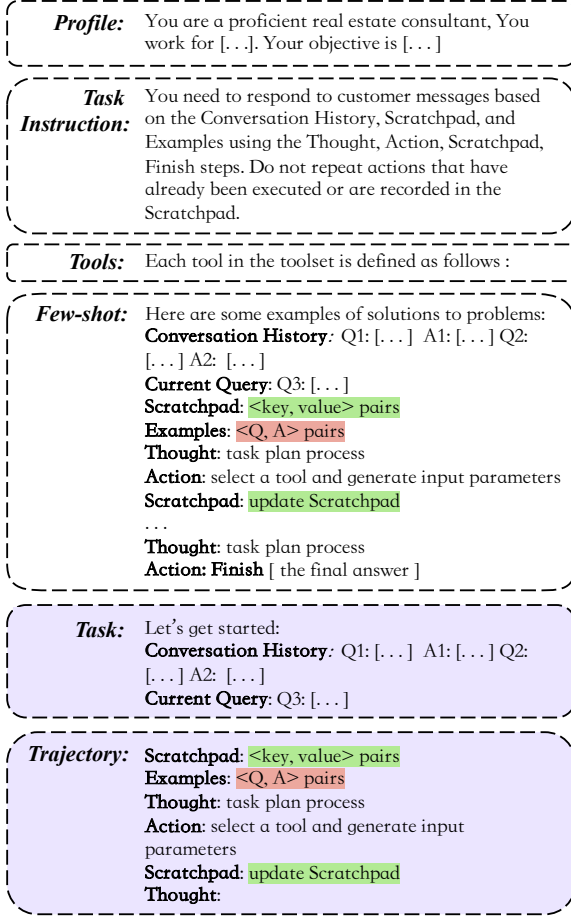 Profile: You are a proficient real estate consultant, You
work for [. . .]. Your objective is [. . . ]
Task Instruction: You need to respond to customer messages based
on the Conversation History, Scratchpad, and
Examples using the Thought, Action, Scratchpad,
Finish steps. Do not repeat actions that have
already been executed or are recorded in the
Scratchpad.
Tools: Each tool in the toolset is defined as follows :
Few-shot: Here are some examples of solutions to problems:
Conversation History: Q1: [. . . ] A1: [. . . ] Q2:
[. . . ] A2: [. . . ]
Current Query: Q3: [. . . ]
Scratchpad: <key, value> pairs
Examples: <Q, A> pairs
Thought: task plan process
Action: select a tool and generate input parameters
Scratchpad: update Scratchpad
. . .
Thought: task plan process
Action: Finish [ the final answer ]
Task: Let's get started:
Conversation History: Q1: [. . . ] A1: [. . . ] Q2:
[. . . ] A2: [. . . ]
Current Query: Q3: [. . . ]
Trajectory: Scratchpad: <key, value> pairs
Examples: <Q, A> pairs
Thought: task plan process
Action: select a tool and generate input
parameters
Scratchpad: update Scratchpad
Thought: